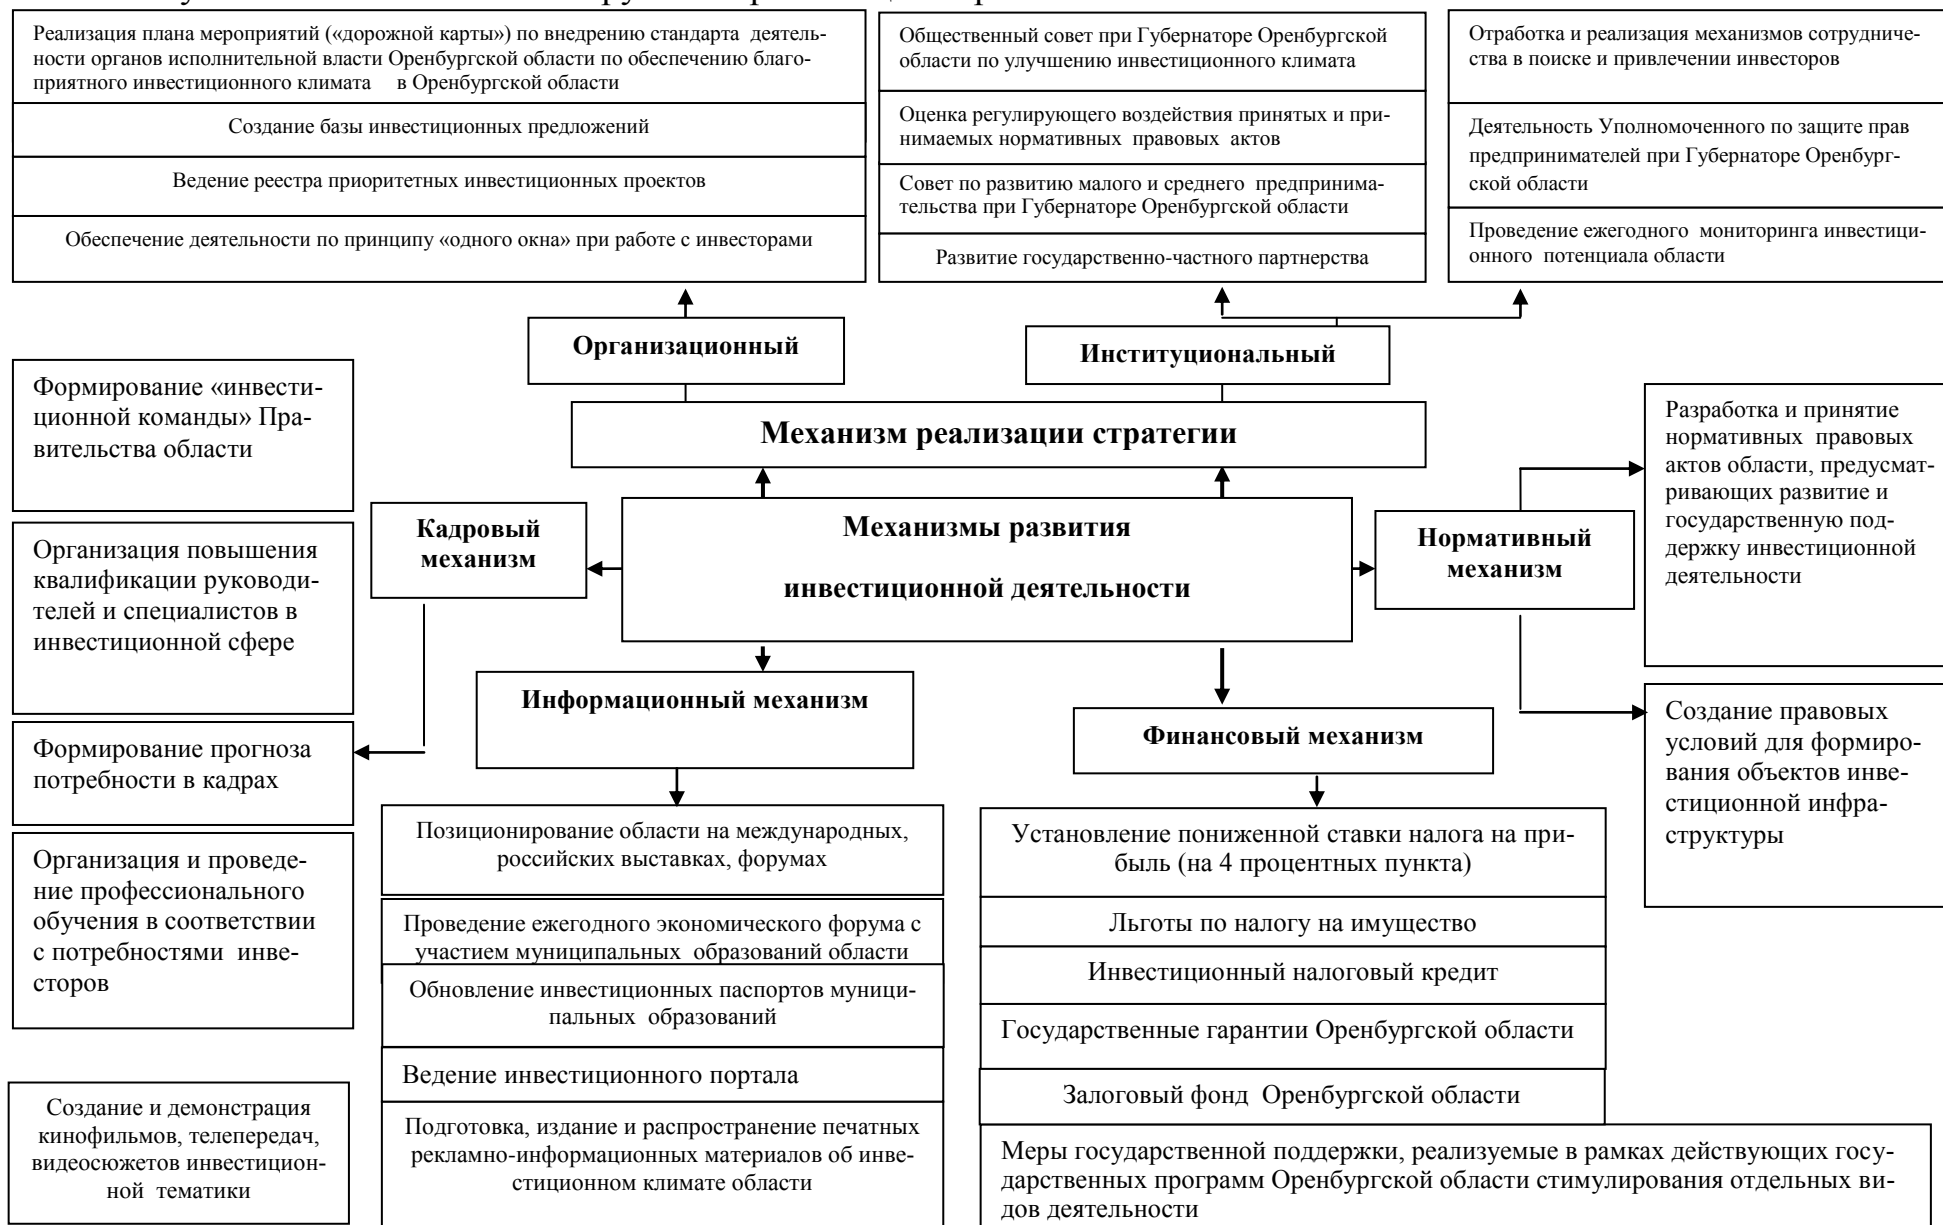 Реализация плана мероприятий («дорожной карты») по внедрению стандарта деятель-
ности органов исполнительной власти Оренбургской области по обеспечению благо-
приятного инвестиционного климата в Оренбургской области
Создание базы инвестиционных предложений
Ведение реестра приоритетных инвестиционных проектов
Обеспечение деятельности по принципу «одного окна» при работе с инвесторами
Общественный совет при Губернаторе Оренбургской
области по улучшению инвестиционного климата
Оценка регулирующего воздействия принятых и при-
нимаемых нормативных правовых актов
Совет по развитию малого и среднего предпринима-
тельства при Губернаторе Оренбургской области
Развитие государственно-частного партнерства
Отработка и реализация механизмов сотрудниче-
ства в поиске и привлечении инвесторов
Деятельность Уполномоченного по защите прав
предпринимателей при Губернаторе Оренбург-
ской области
Проведение ежегодного мониторинга инвестици-
онного потенциала области
Организационный
Институциональный
Механизм реализации стратегии
Формирование «инвести-
ционной команды» Пра-
вительства области
Организация повышения
квалификации руководи-
телей и специалистов в
инвестиционной сфере
Формирование прогноза
потребности в кадрах
Организация и проведе-
ние профессионального
обучения в соответствии
с потребностями инве-
сторов
Кадровый
механизм
Механизмы развития
инвестиционной деятельности
Нормативный
механизм
Разработка и принятие
нормативных правовых
актов области, предусмат-
ривающих развитие и
государственную под-
держку инвестиционной
деятельности
Создание правовых
условий для формиро-
вания объектов инве-
стиционной инфра-
структуры
Информационный механизм
Финансовый механизм
Позиционирование области на международных,
российских выставках, форумах
Проведение ежегодного экономического форума с
участием муниципальных образований области
Обновление инвестиционных паспортов муници-
пальных образований
Ведение инвестиционного портала
Подготовка, издание и распространение печатных
рекламно-информационных материалов об инве-
стиционном климате области
Установление пониженной ставки налога на при-
быль (на 4 процентных пункта)
Льготы по налогу на имущество
Инвестиционный налоговый кредит
Государственные гарантии Оренбургской области
Залоговый фонд Оренбургской области
Меры государственной поддержки, реализуемые в рамках действующих госу-
дарственных программ Оренбургской области стимулирования отдельных ви-
дов деятельности
Создание и демонстрация
кинофильмов, телепередач,
видеосюжетов инвестицион-
ной тематики